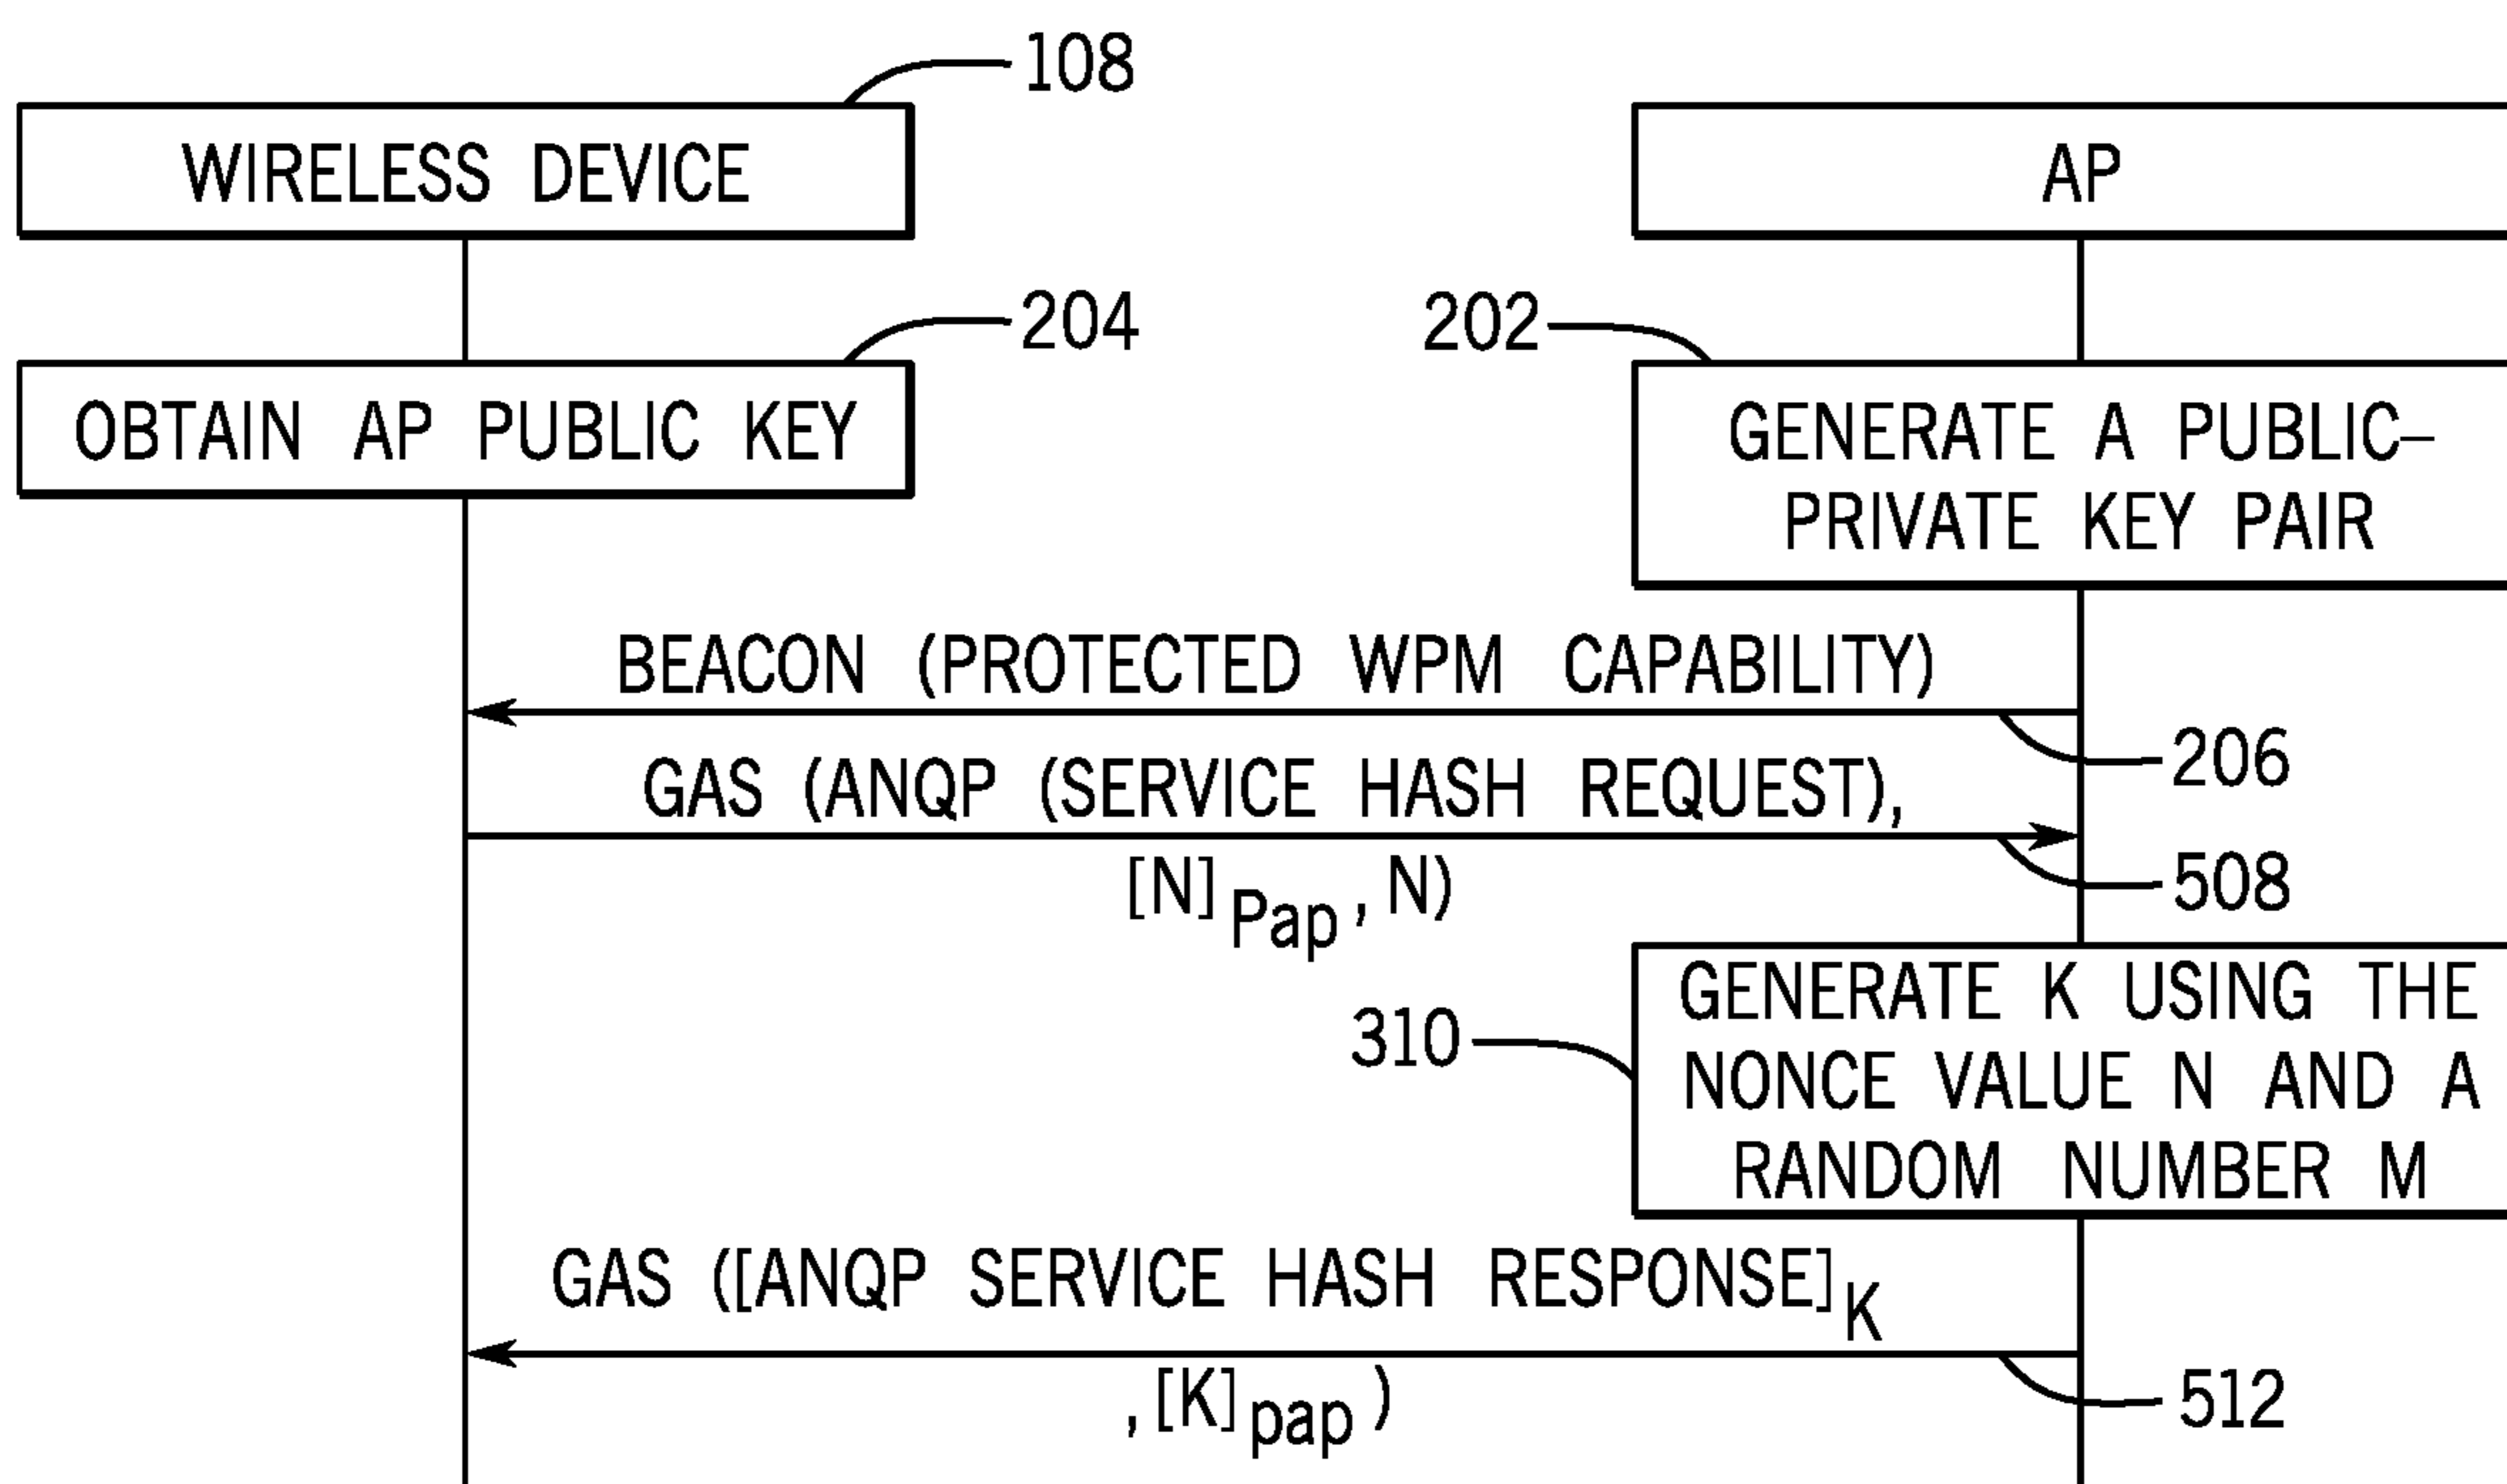 108
WIRELESS DEVICE
AP
204
202
OBTAIN AP PUBLIC KEY
GENERATE A PUBLIC–
PRIVATE KEY PAIR
BEACON (PROTECTED WPM CAPABILITY)
206
GAS (ANQP (SERVICE HASH REQUEST),
[N]Pap, N)
508
310
GENERATE K USING THE
NONCE VALUE N AND A
RANDOM NUMBER M
GAS ([ANQP SERVICE HASH RESPONSE]K
, [K]pap )
512